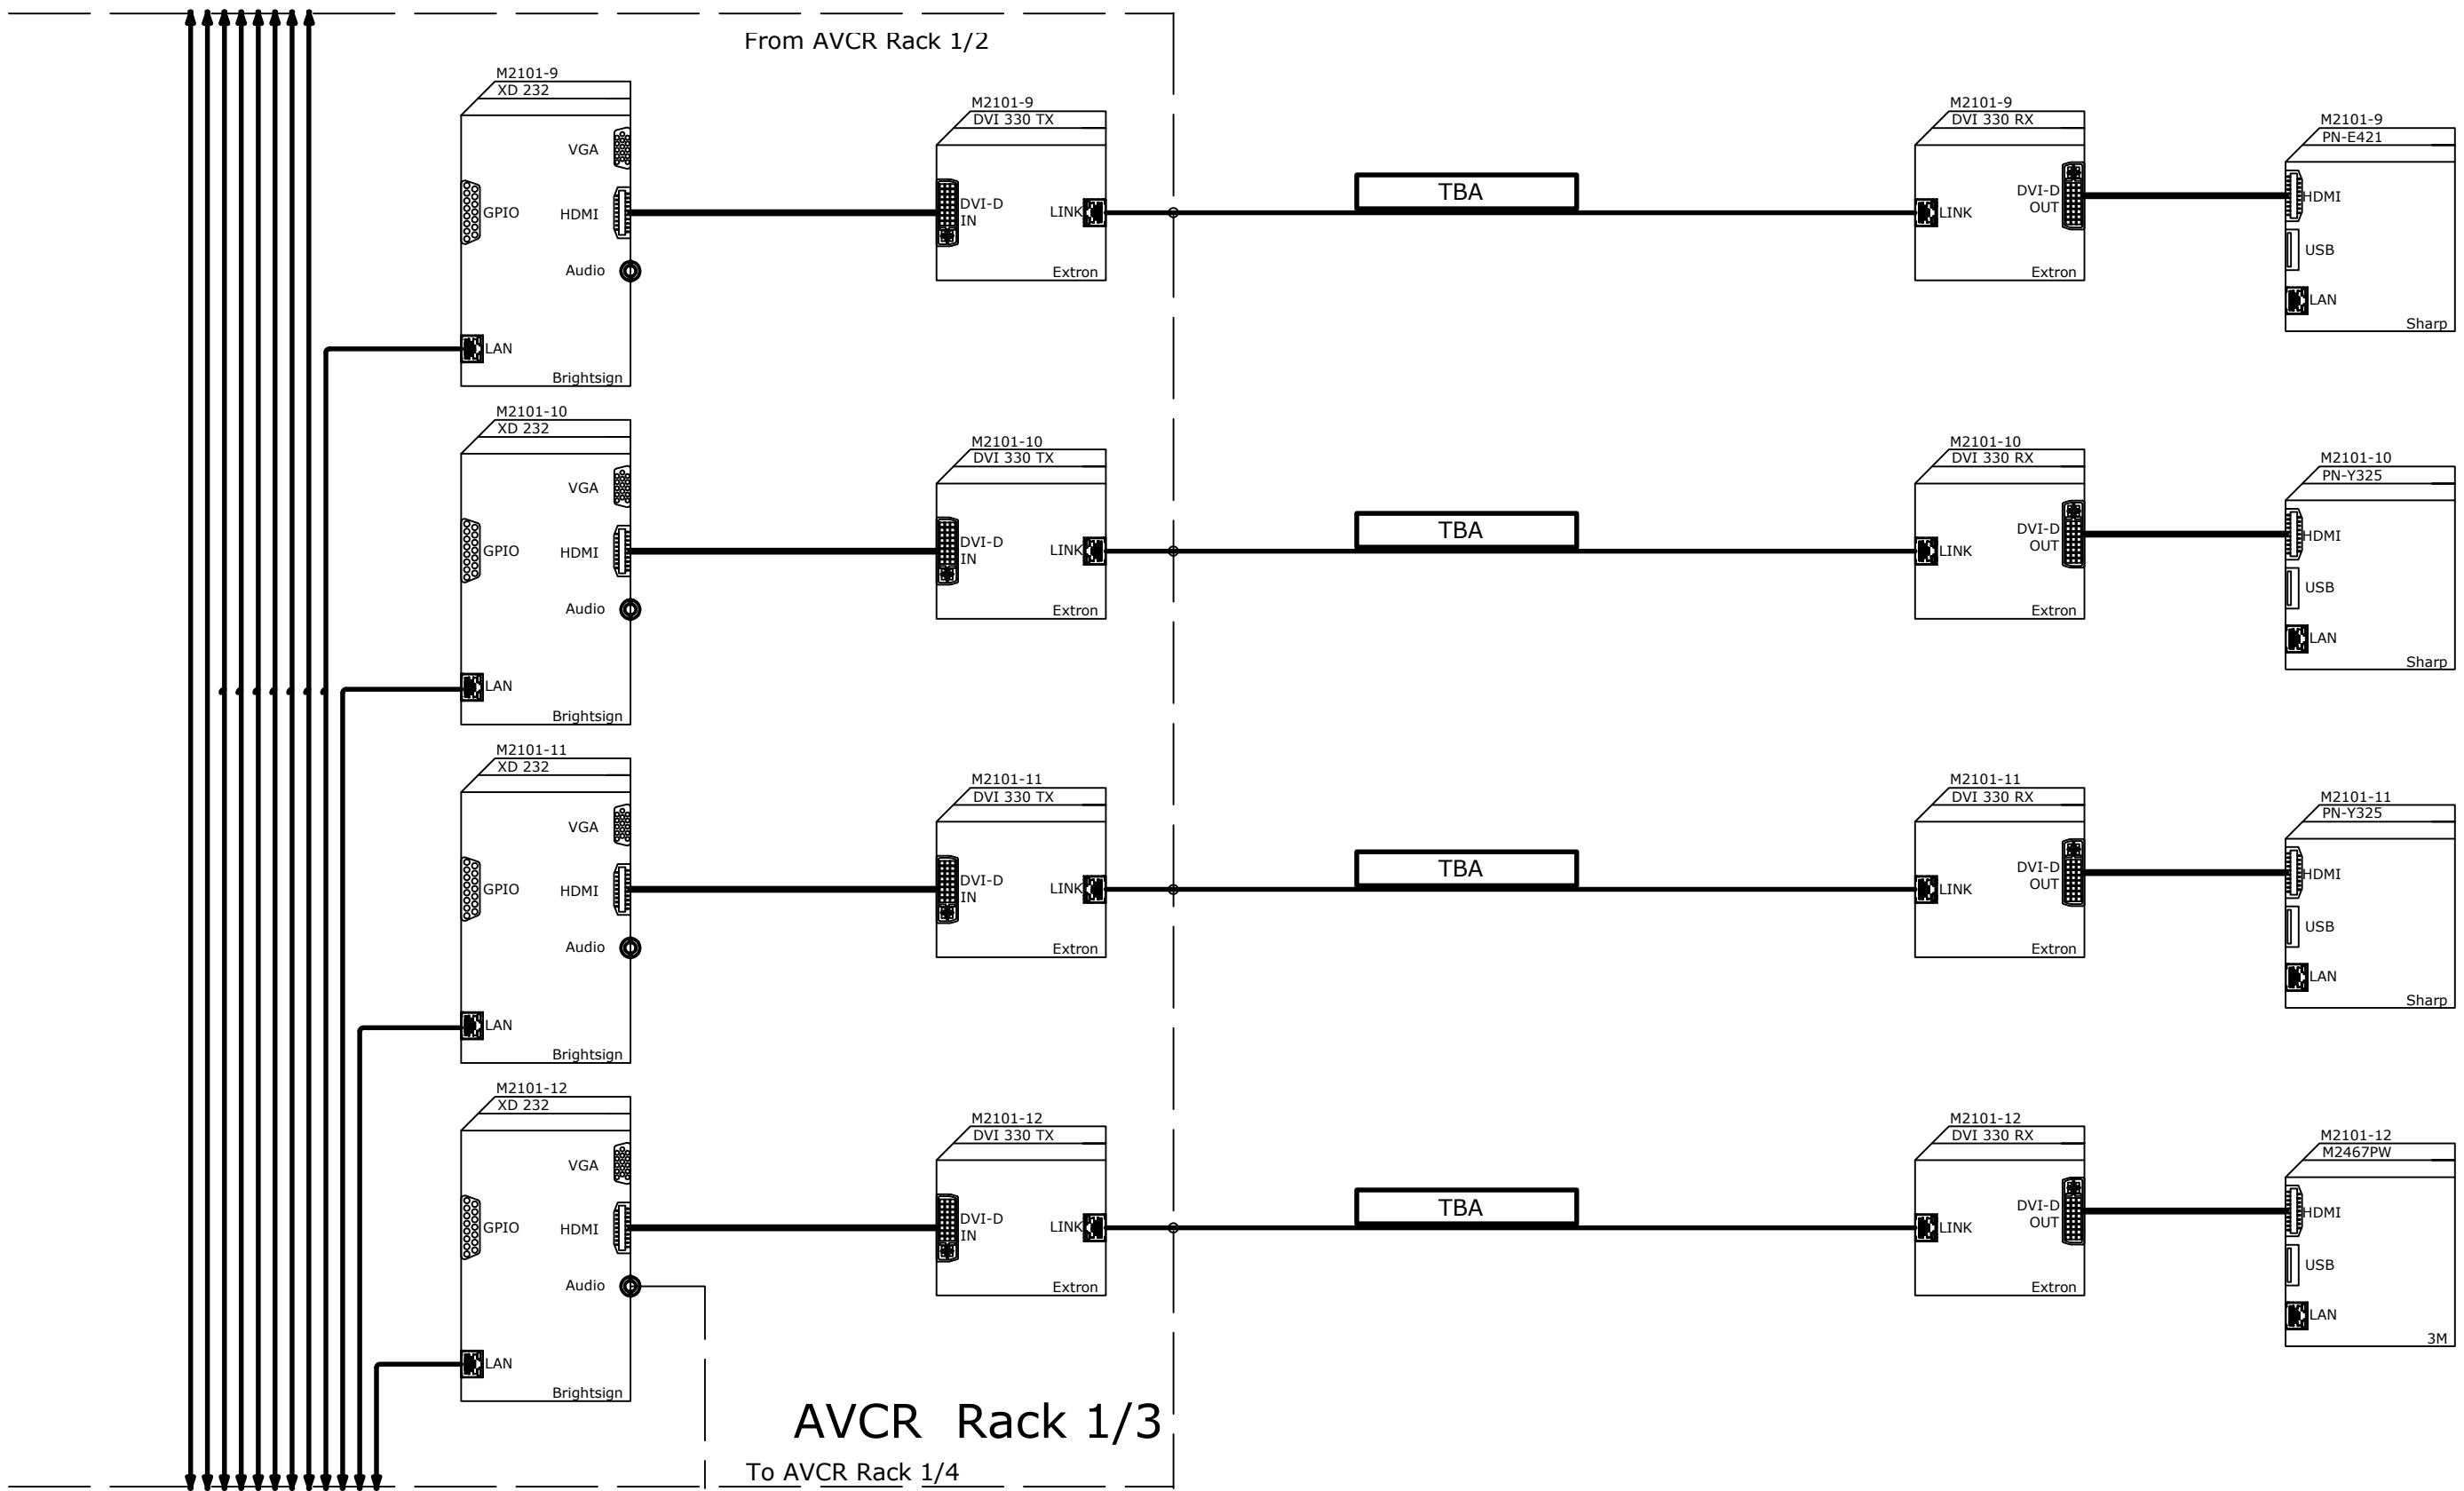 From AVCR Rack 1/2
M2101-9
XD 232
VGA
GPIO
HDMI
Audio
LAN
Brightsign
M2101-9
DVI 330 TX
DVI-D
IN
LINK
Extron
TBA
M2101-9
DVI 330 RX
LINK
DVI-D
OUT
Extron
M2101-9
PN-E421
HDMI
USB
LAN
Sharp
M2101-10
XD 232
VGA
GPIO
HDMI
Audio
LAN
Brightsign
M2101-10
DVI 330 TX
DVI-D
IN
LINK
Extron
TBA
M2101-10
DVI 330 RX
LINK
DVI-D
OUT
Extron
M2101-10
PN-Y325
HDMI
USB
LAN
Sharp
M2101-11
XD 232
VGA
GPIO
HDMI
Audio
LAN
Brightsign
M2101-11
DVI 330 TX
DVI-D
IN
LINK
Extron
TBA
M2101-11
DVI 330 RX
LINK
DVI-D
OUT
Extron
M2101-11
PN-Y325
HDMI
USB
LAN
Sharp
M2101-12
XD 232
VGA
GPIO
HDMI
Audio
LAN
Brightsign
M2101-12
DVI 330 TX
DVI-D
IN
LINK
Extron
TBA
M2101-12
DVI 330 RX
LINK
DVI-D
OUT
Extron
M2101-12
M2467PW
HDMI
USB
LAN
3M
AVCR Rack 1/3
To AVCR Rack 1/4